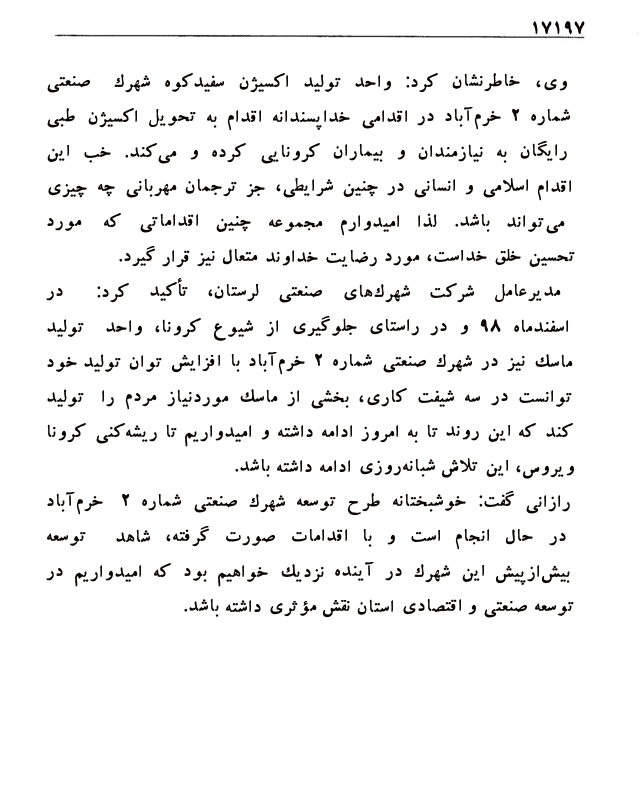 ۱۷۱۹۷
وی، خاطرنشان کرد: واحد تولید اکسیژن سفیدکوه شهرك صنعتی
شماره ۲ خرم‌آباد در اقدامی خداپسندانه اقدام به تحویل اکسیژن طبی
رایگان به نیازمندان و بیماران کرونایی کرده و می‌کند. خب این
اقدام اسلامی و انسانی در چنین شرایطی، جز ترجمان مهربانی چه چیزی
می‌تواند باشد. لذا امیدوارم مجموعه چنین اقداماتی که مورد
تحسین خلق خداست، مورد رضایت خداوند متعال نیز قرار گیرد.
مدیرعامل شرکت شهرك‌های صنعتی لرستان، تأکید کرد: در
اسفندماه ۹۸ و در راستای جلوگیری از شیوع کرونا، واحد تولید
ماسك نیز در شهرك صنعتی شماره ۲ خرم‌آباد با افزایش توان تولید خود
توانست در سه شیفت کاری، بخشی از ماسك موردنیاز مردم را تولید
کند که این روند تا به امروز ادامه داشته و امیدواریم تا ریشه‌کنی کرونا
ویروس، این تلاش شبانه‌روزی ادامه داشته باشد.
رازانی گفت: خوشبختانه طرح توسعه شهرك صنعتی شماره ۲ خرم‌آباد
در حال انجام است و با اقدامات صورت گرفته، شاهد توسعه
بیش‌ازپیش این شهرك در آینده نزدیك خواهیم بود که امیدواریم در
توسعه صنعتی و اقتصادی استان نقش مؤثری داشته باشد.